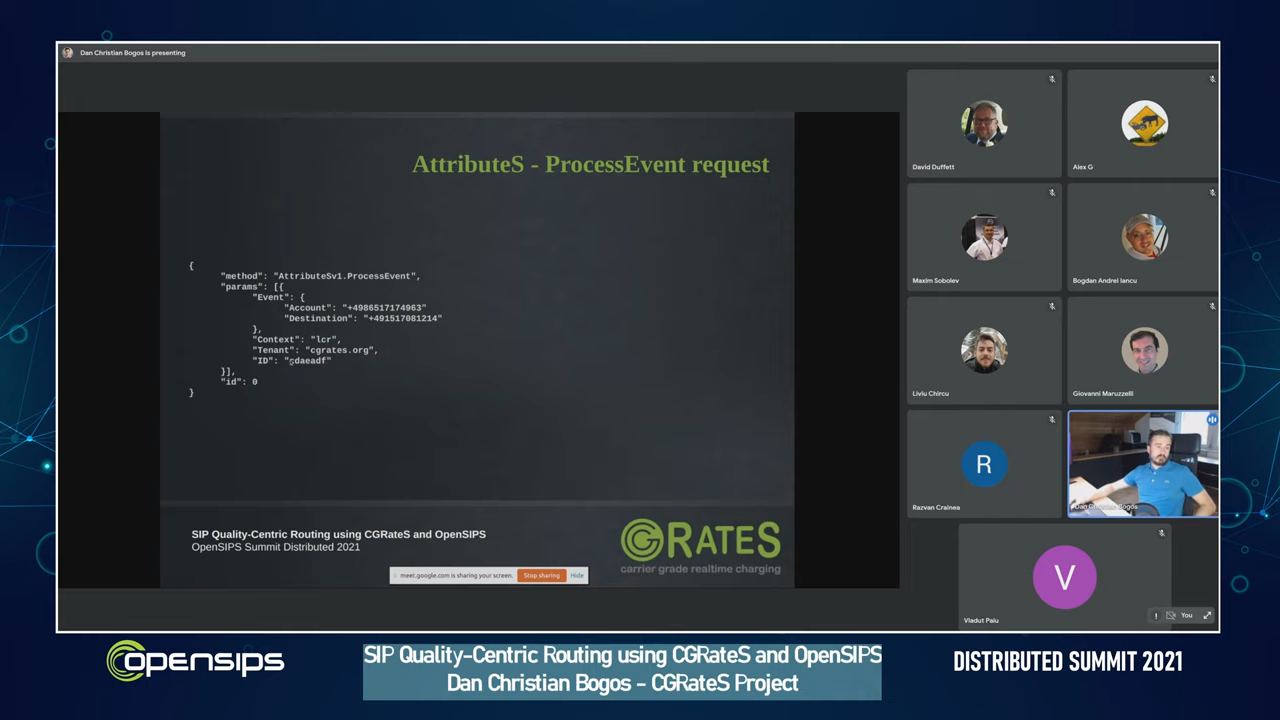 Dan Christian Bogos is presenting
AttributeS - ProcessEvent request
{
"method": "AttributeSv1.ProcessEvent",
"params": [{
"Event": {
"Account": "+4986517174963"
"Destination": "+491517081214"
},
"Context": "lcr",
"Tenant": "cgrates.org",
"ID": "
}],
"id": 0
}
SIP Quality-Centric Routing using CGRateS and OpenSIPS
OpenSIPS Summit Distributed 2021
CGRATES
carrier grade realtime charging
meet.google.com is sharing your screen.
Stop sharing
Hide
David Duffett
Alex G
Maxim Sobolev
Bogdan Andrei Iancu
Liviu Chircu
Giovanni Maruzzelli
R
Razvan Crainea
Dan Christian Bogos
V
Vladut Paiu
You
opensips
SIP Quality-Centric Routing using CGRateS and OpenSIPS
Dan Christian Bogos - CGRateS Project
DISTRIBUTED SUMMIT 2021